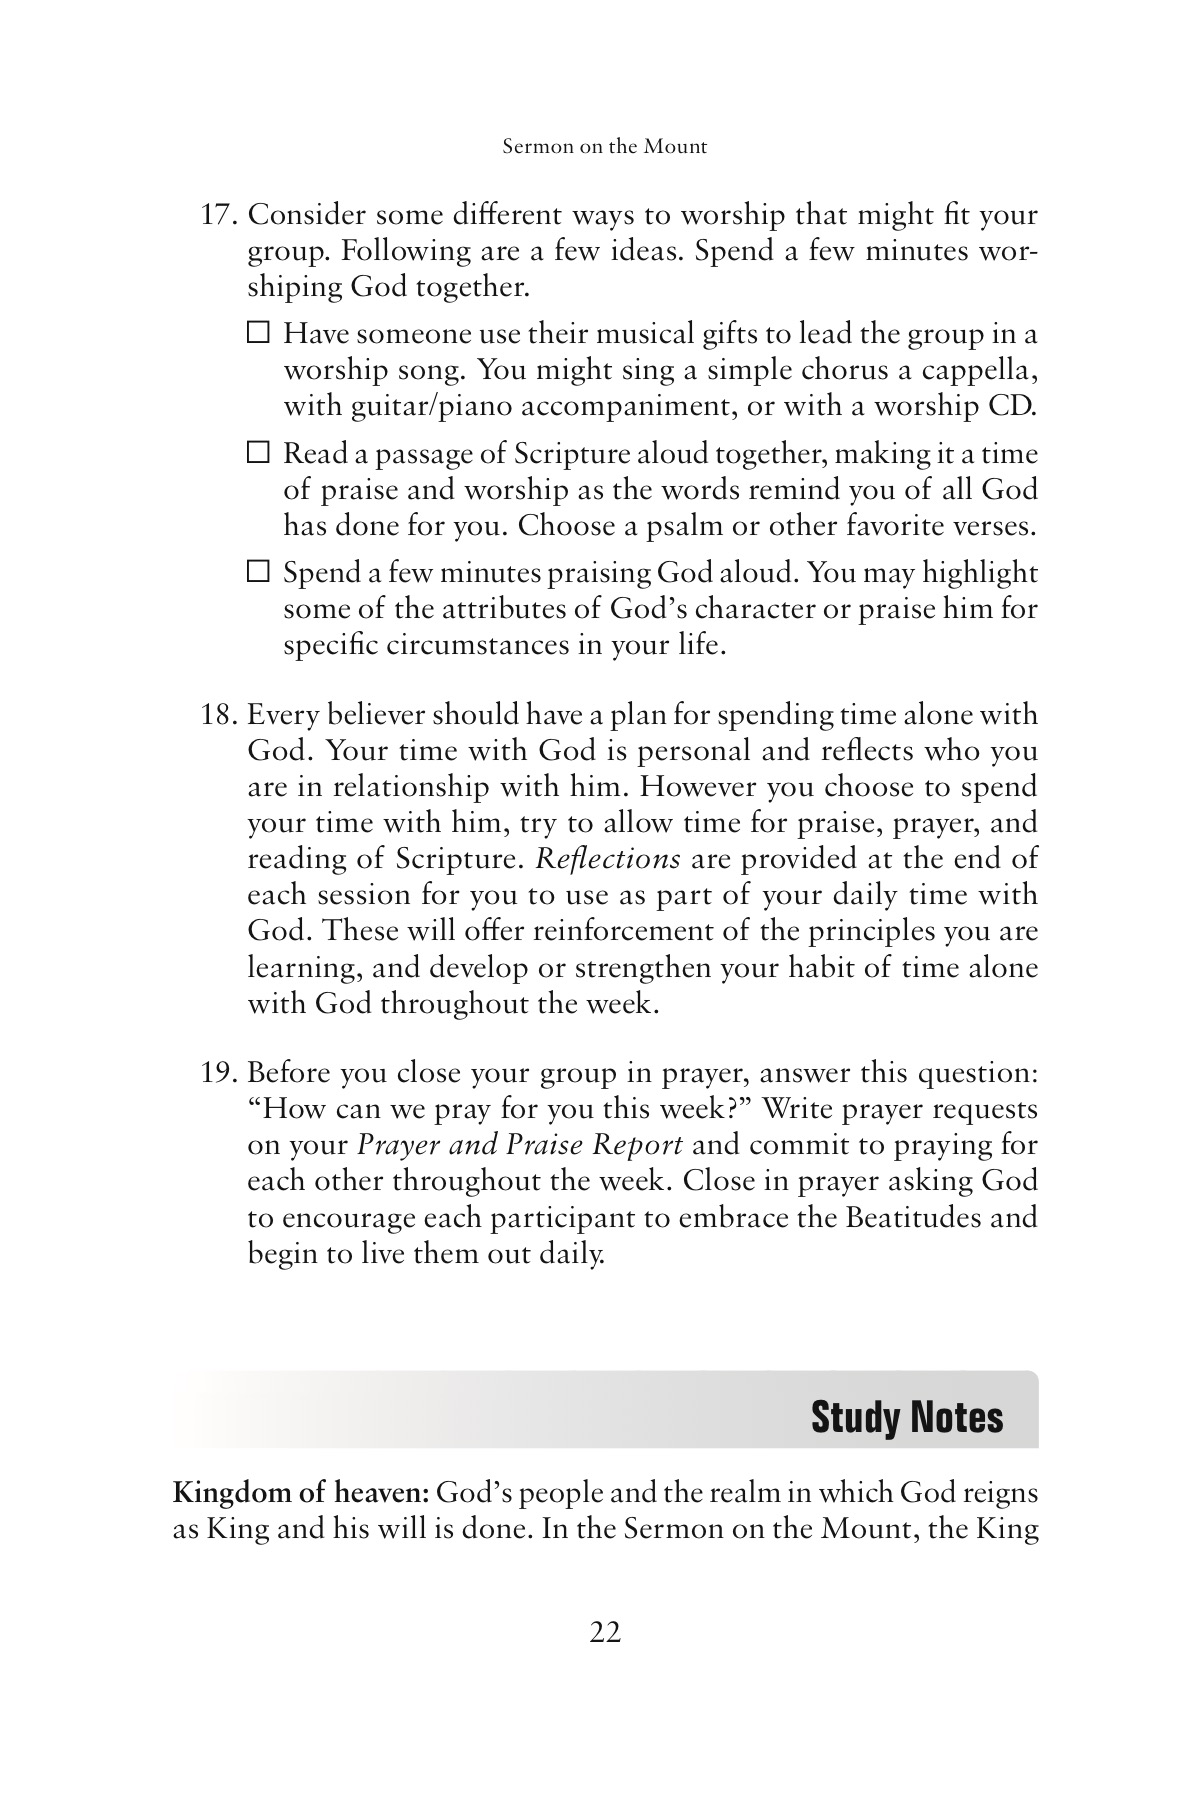 Sermon on the Mount
17. Consider some different ways to worship that might fit your
group. Following are a few ideas. Spend a few minutes wor-
shiping God together.
☐ Have someone use their musical gifts to lead the group in a
worship song. You might sing a simple chorus a cappella,
with guitar/piano accompaniment, or with a worship CD.
☐ Read a passage of Scripture aloud together, making it a time
of praise and worship as the words remind you of all God
has done for you. Choose a psalm or other favorite verses.
☐ Spend a few minutes praising God aloud. You may highlight
some of the attributes of God’s character or praise him for
specific circumstances in your life.
18. Every believer should have a plan for spending time alone with
God. Your time with God is personal and reflects who you
are in relationship with him. However you choose to spend
your time with him, try to allow time for praise, prayer, and
reading of Scripture. Reflections are provided at the end of
each session for you to use as part of your daily time with
God. These will offer reinforcement of the principles you are
learning, and develop or strengthen your habit of time alone
with God throughout the week.
19. Before you close your group in prayer, answer this question:
“How can we pray for you this week?” Write prayer requests
on your Prayer and Praise Report and commit to praying for
each other throughout the week. Close in prayer asking God
to encourage each participant to embrace the Beatitudes and
begin to live them out daily.
Study Notes
Kingdom of heaven: God’s people and the realm in which God reigns
as King and his will is done. In the Sermon on the Mount, the King
22